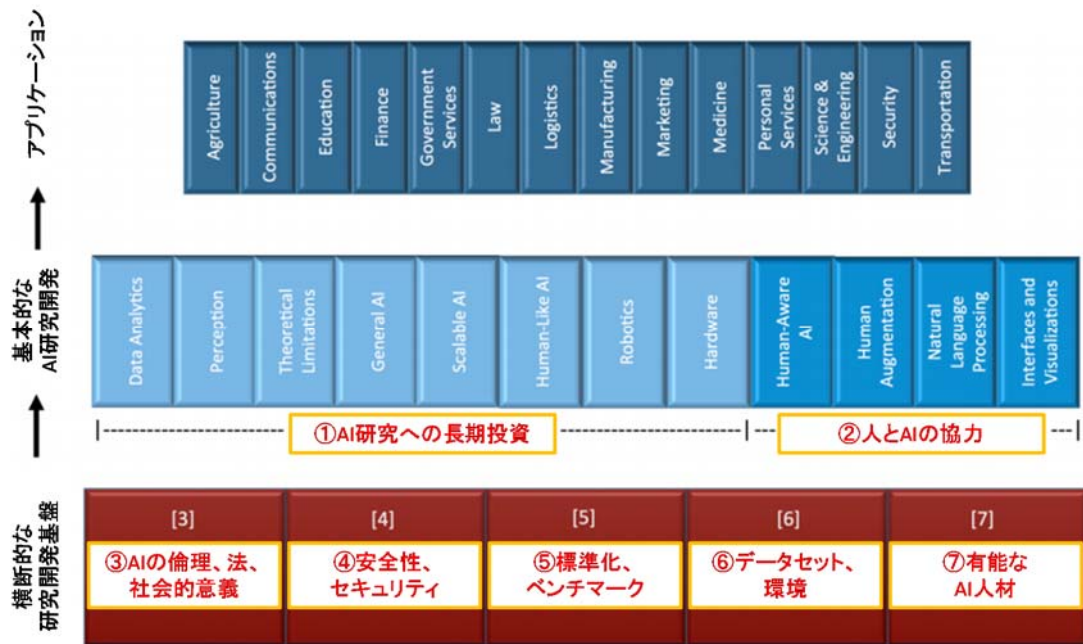 アプリケーション
Agriculture
Communications
Education
Finance
Government
Services
Law
Logistics
Manufacturing
Marketing
Medicine
Personal
Services
Science &
Engineering
Security
Transportation
基本的な
AI研究開発
Data Analytics
Perception
Theoretical
Limitations
General AI
Scalable AI
Human-Like AI
Robotics
Hardware
Human-Aware
AI
Human
Augmentation
Natural
Language
Processing
Interfaces and
Visualizations
①AI研究への長期投資
②人とAIの協力
横断的な
研究開発基盤
[3]
③AIの倫理、法、
社会的意義
[4]
④安全性、
セキュリティ
[5]
⑤標準化、
ベンチマーク
[6]
⑥データセット、
環境
[7]
⑦有能な
AI人材